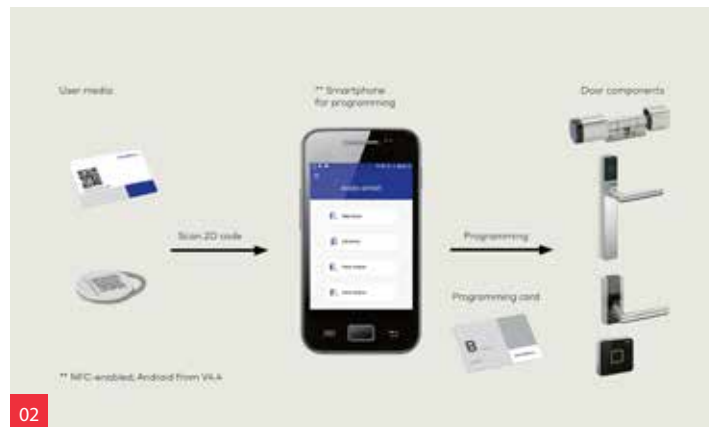 User media
** Smartphone
for programming
Door components
Scan 2D code
Programming
Programming card
B
** NFC-enabled, Android from V4.4
02